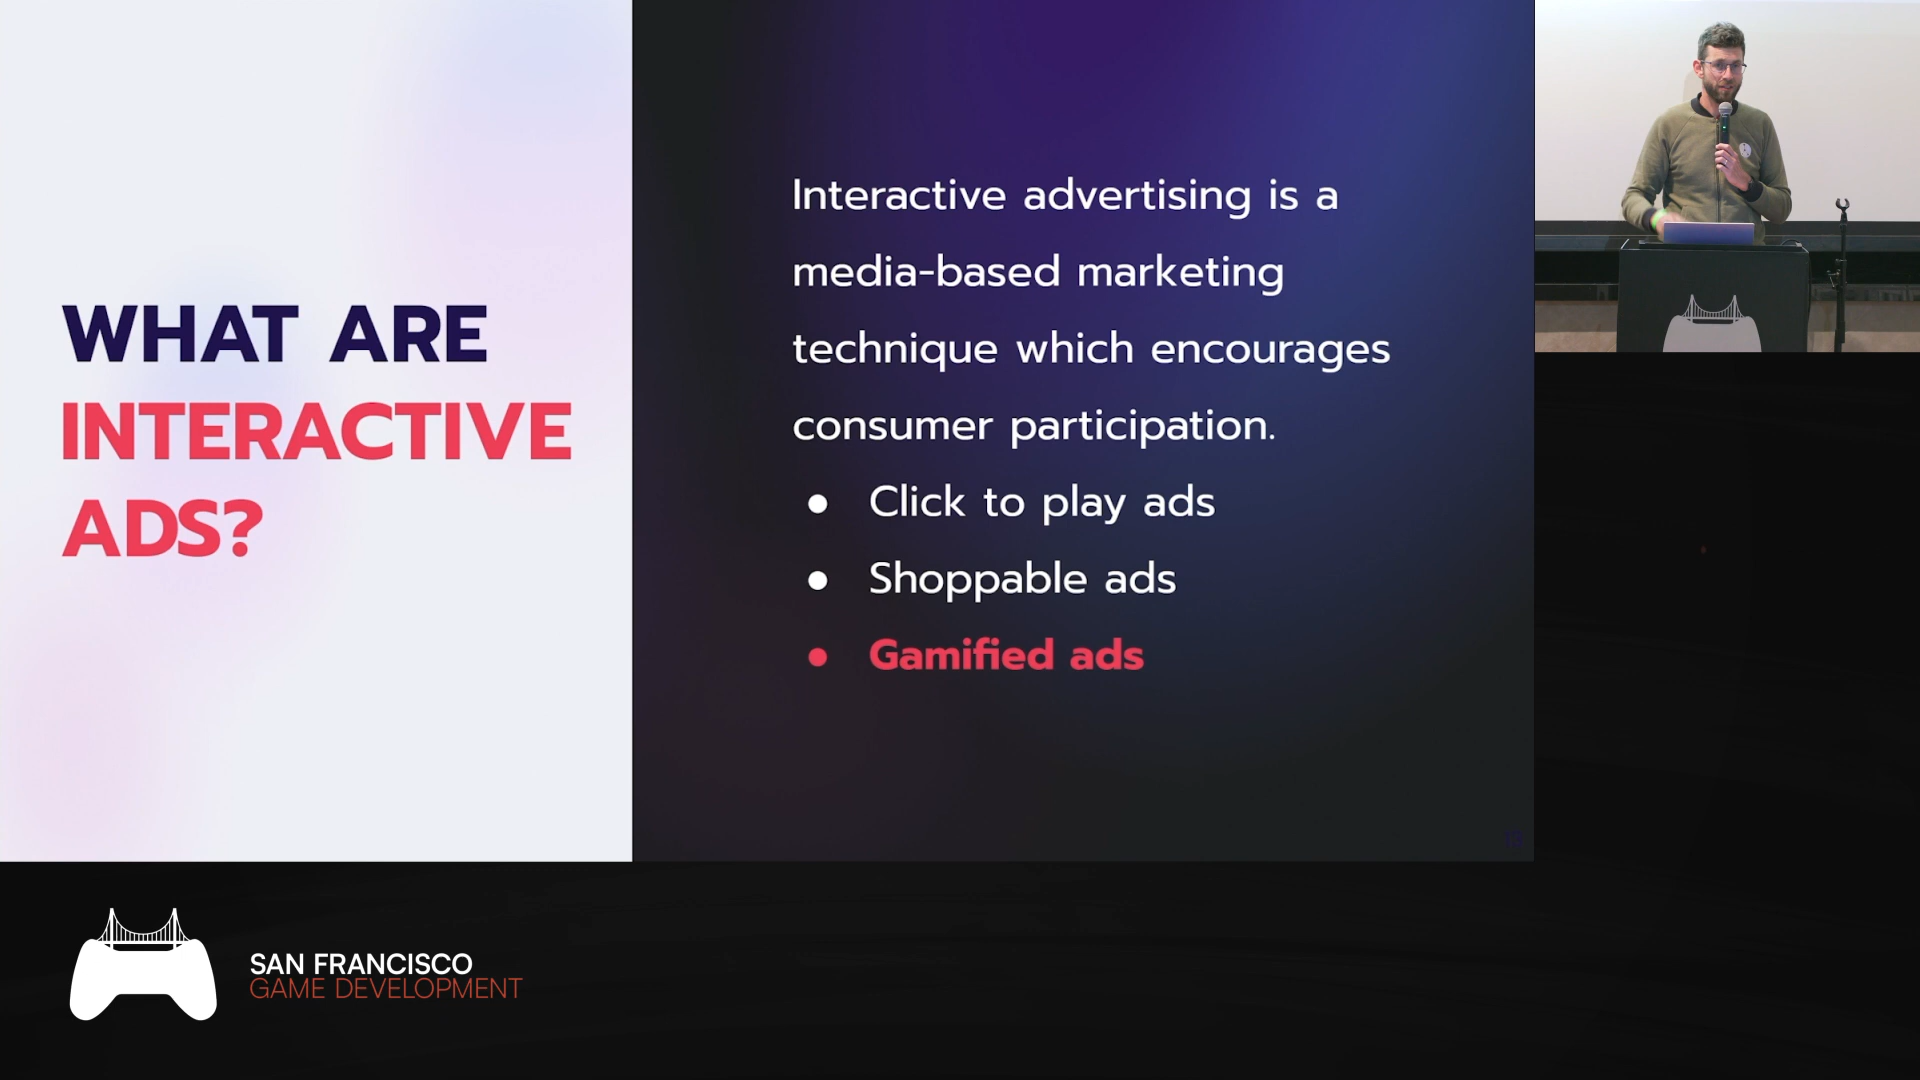 WHAT ARE
INTERACTIVE
ADS?
Interactive advertising is a
media-based marketing
technique which encourages
consumer participation.
● Click to play ads
● Shoppable ads
● Gamified ads
SAN FRANCISCO
GAME DEVELOPMENT